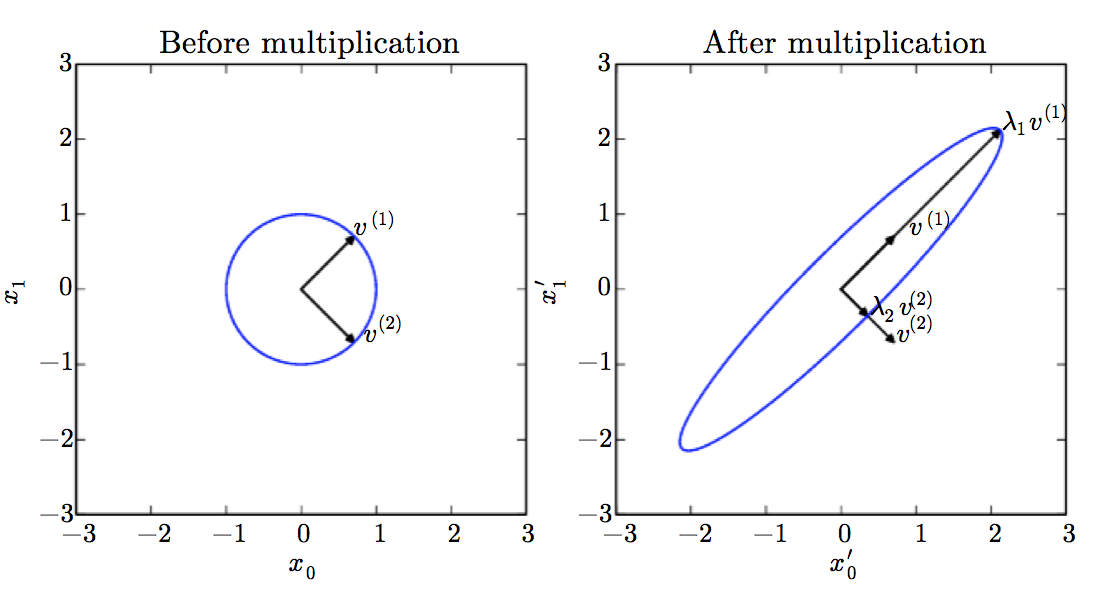 Before multiplication
3
2
1
0
−1
−2
−3
x₁
v⁽¹⁾
v⁽²⁾
−3 −2 −1 0 1 2 3
x₀
After multiplication
3
2
1
0
−1
−2
−3
x′₁
λ₁ v⁽¹⁾
v⁽¹⁾
λ₂ v⁽²⁾
v⁽²⁾
−3 −2 −1 0 1 2 3
x′₀